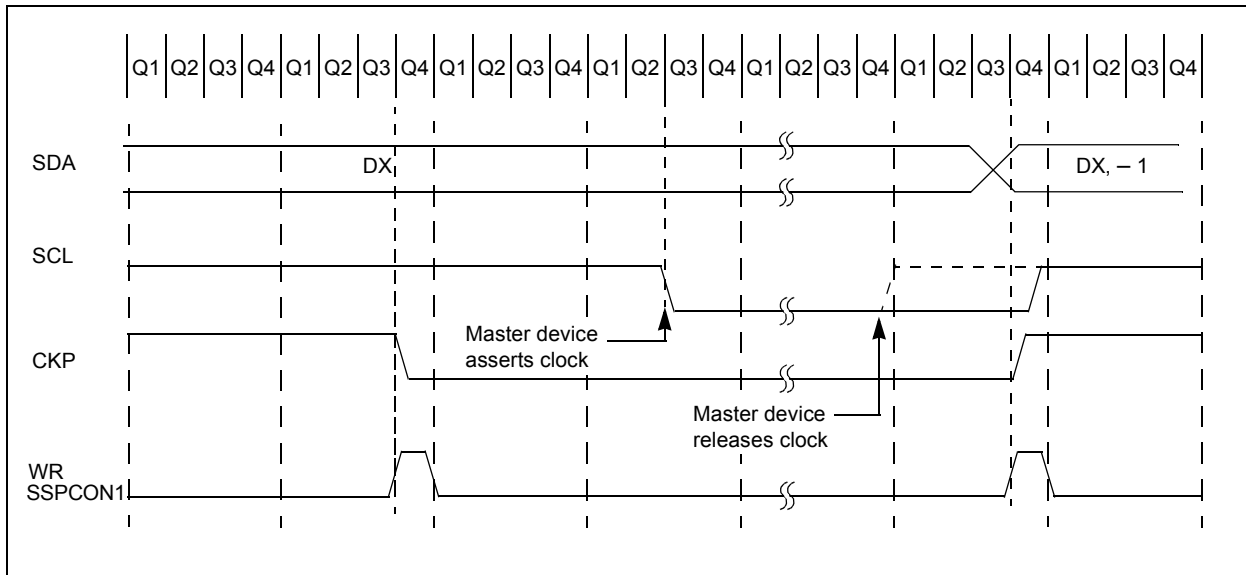 Q1 Q2 Q3 Q4 Q1 Q2 Q3 Q4 Q1 Q2 Q3 Q4 Q1 Q2 Q3 Q4 Q1 Q2 Q3 Q4 Q1 Q2 Q3 Q4 Q1 Q2 Q3 Q4
SDA
DX
DX, – 1
SCL
Master device
asserts clock
CKP
Master device
releases clock
WR
SSPCON1